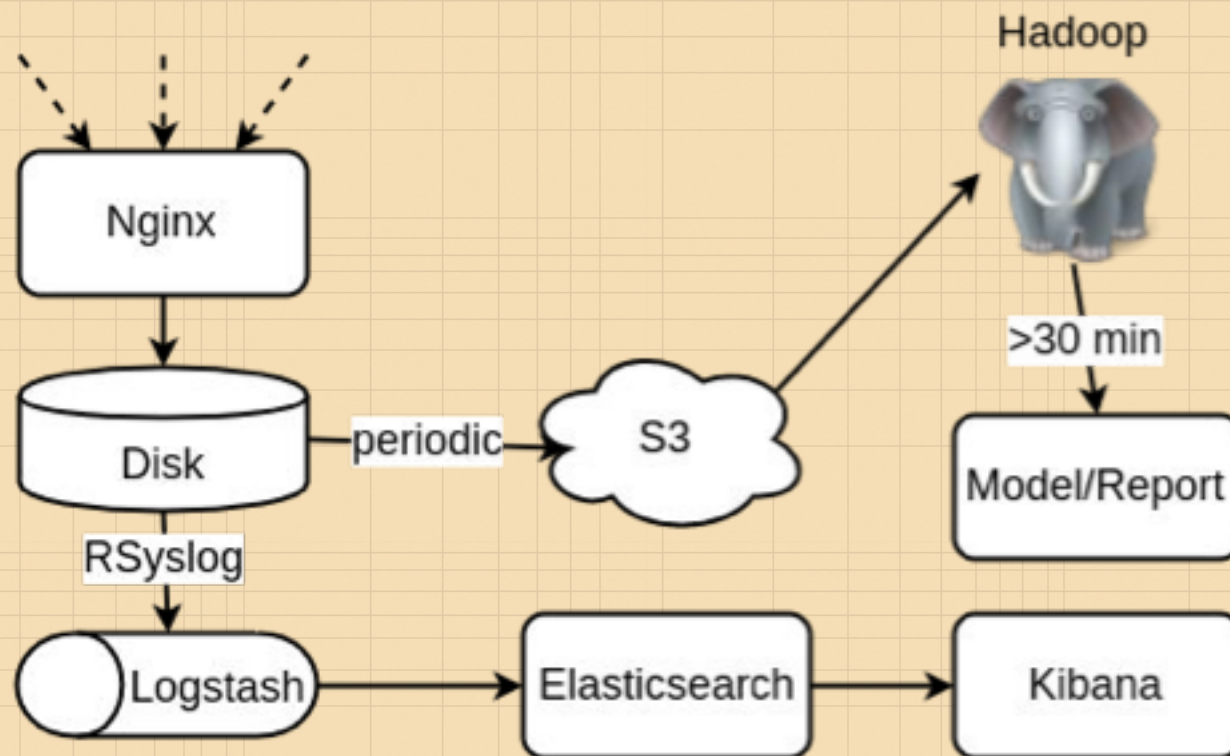 Hadoop
Nginx
>30 min
Disk
periodic
S3
Model/Report
RSyslog
Logstash
Elasticsearch
Kibana